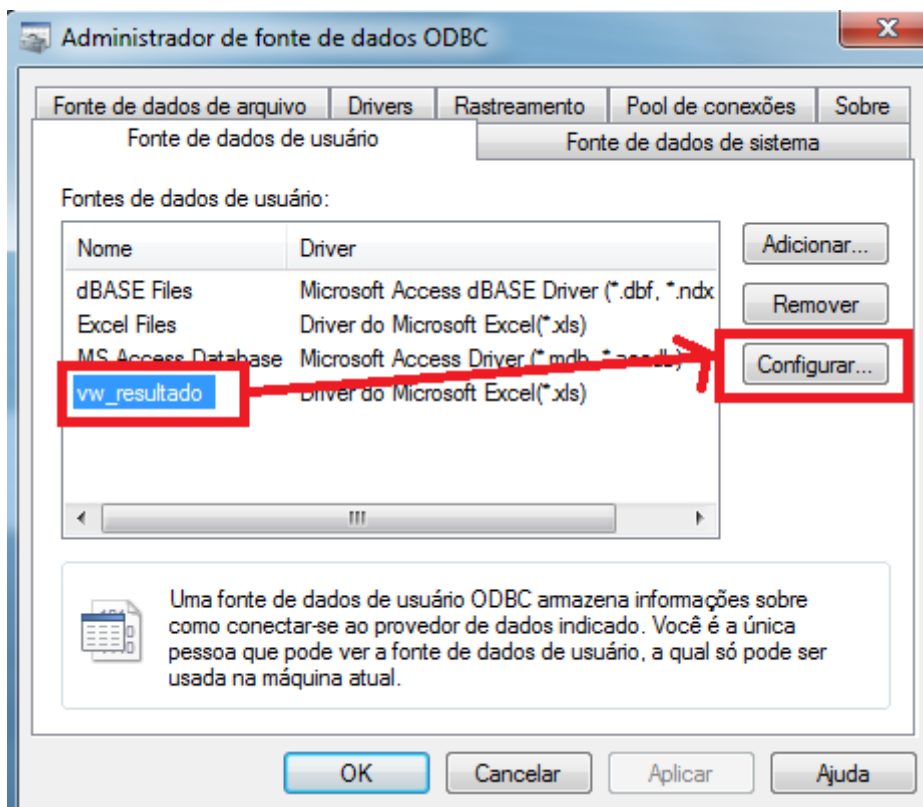 Administrador de fonte de dados ODBC
Fonte de dados de arquivo Drivers Rastreamento Pool de conexões Sobre
Fonte de dados de usuário Fonte de dados de sistema
Fontes de dados de usuário:
Nome Driver
dBASE Files Microsoft Access dBASE Driver (*.dbf, *.ndx
Excel Files Driver do Microsoft Excel(*.xls)
MS Access Database Microsoft Access Driver (*.mdb, *.accdb)
vw_resultado Driver do Microsoft Excel(*.xls)
Adicionar...
Remover
Configurar...
Uma fonte de dados de usuário ODBC armazena informações sobre
como conectar-se ao provedor de dados indicado. Você é a única
pessoa que pode ver a fonte de dados de usuário, a qual só pode ser
usada na máquina atual.
OK Cancelar Aplicar Ajuda